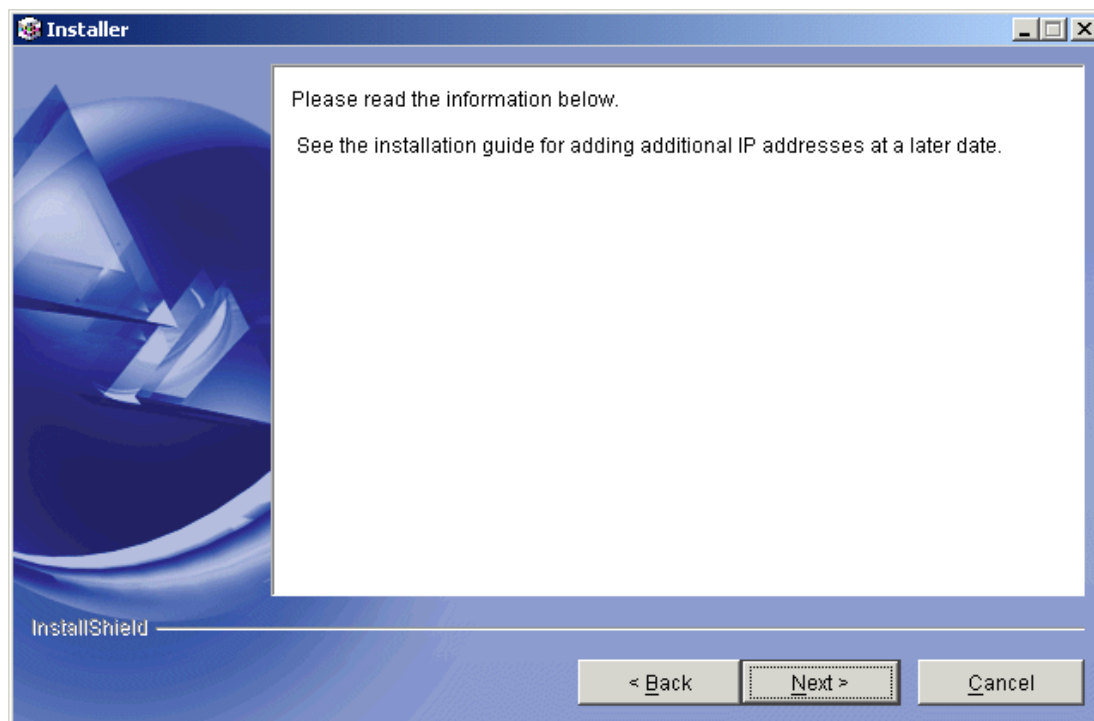 Installer
Please read the information below.
See the installation guide for adding additional IP addresses at a later date.
InstallShield
< Back
Next >
Cancel